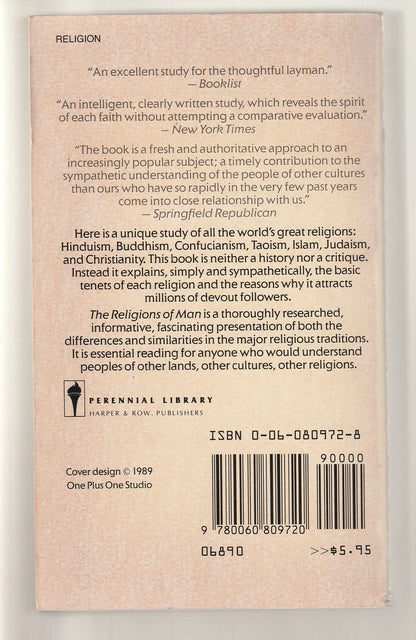 RELIGION
“An excellent study for the thoughtful layman.”
— Booklist
“An intelligent, clearly written study, which reveals the spirit
of each faith without attempting a comparative evaluation.”
— New York Times
“The book is a fresh and authoritative approach to an
increasingly popular subject; a timely contribution to the
sympathetic understanding of the people of other cultures
than ours who have so rapidly in the very few past years
come into close relationship with us.”
— Springfield Republican
Here is a unique study of all the world's great religions:
Hinduism, Buddhism, Confucianism, Taoism, Islam, Judaism,
and Christianity. This book is neither a history nor a critique.
Instead it explains, simply and sympathetically, the basic
tenets of each religion and the reasons why it attracts
millions of devout followers.
The Religions of Man is a thoroughly researched,
informative, fascinating presentation of both the
differences and similarities in the major religious traditions.
It is essential reading for anyone who would understand
peoples of other lands, other cultures, other religions.
PERENNIAL LIBRARY
HARPER & ROW, PUBLISHERS
ISBN 0-06-080972-8
90000
Cover design © 1989
One Plus One Studio
9 780060 809720
06890 >>$5.95